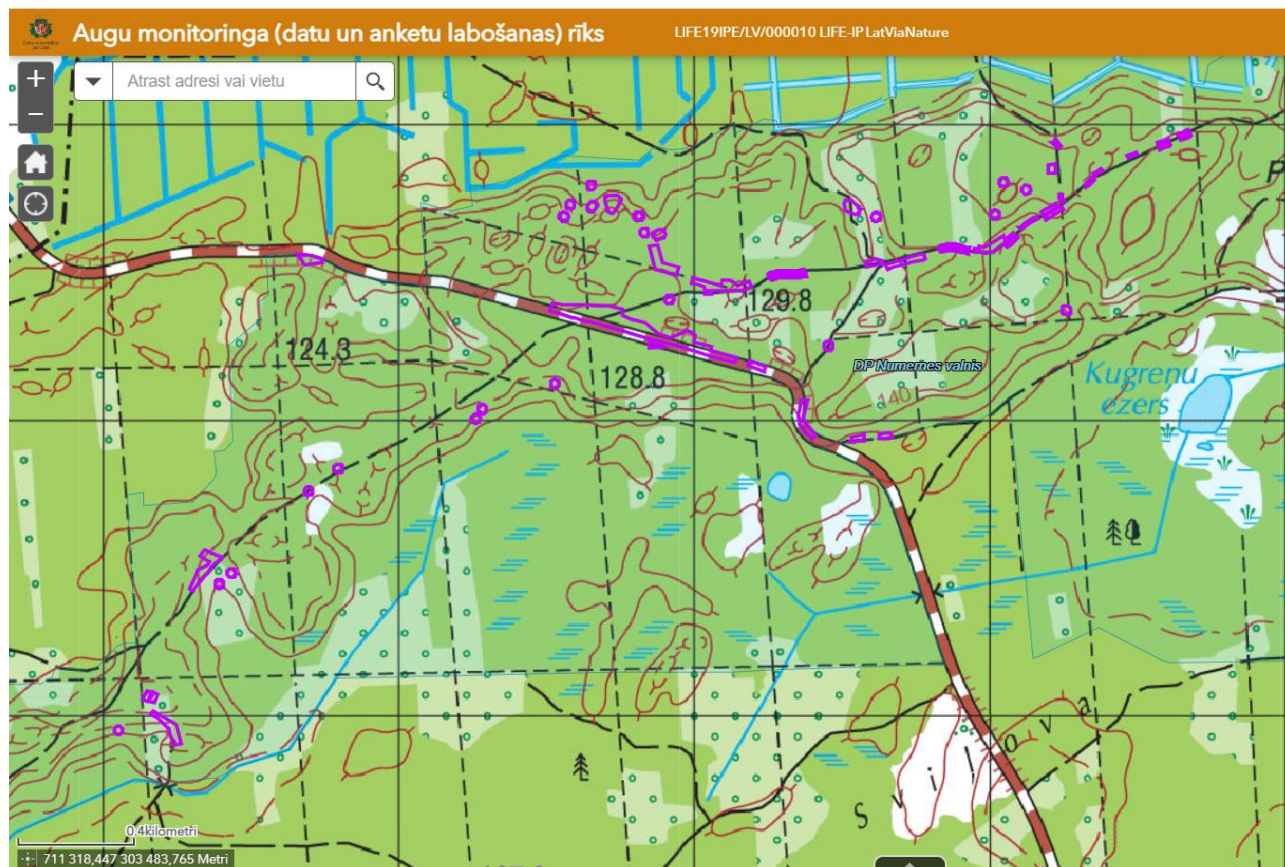 Augu monitoringa (datu un anketu labošanas) rīks
LIFE19IPE/LV/000010 LIFE-IP LatViaNature
+
Atrast adresi vai vietu
−
129.8
124.3
128.8
DP Numernes valnis
Kugrenu
ezers
140
S v i l o v a
0.4kilometri
711 318,447 303 483,765 Metri